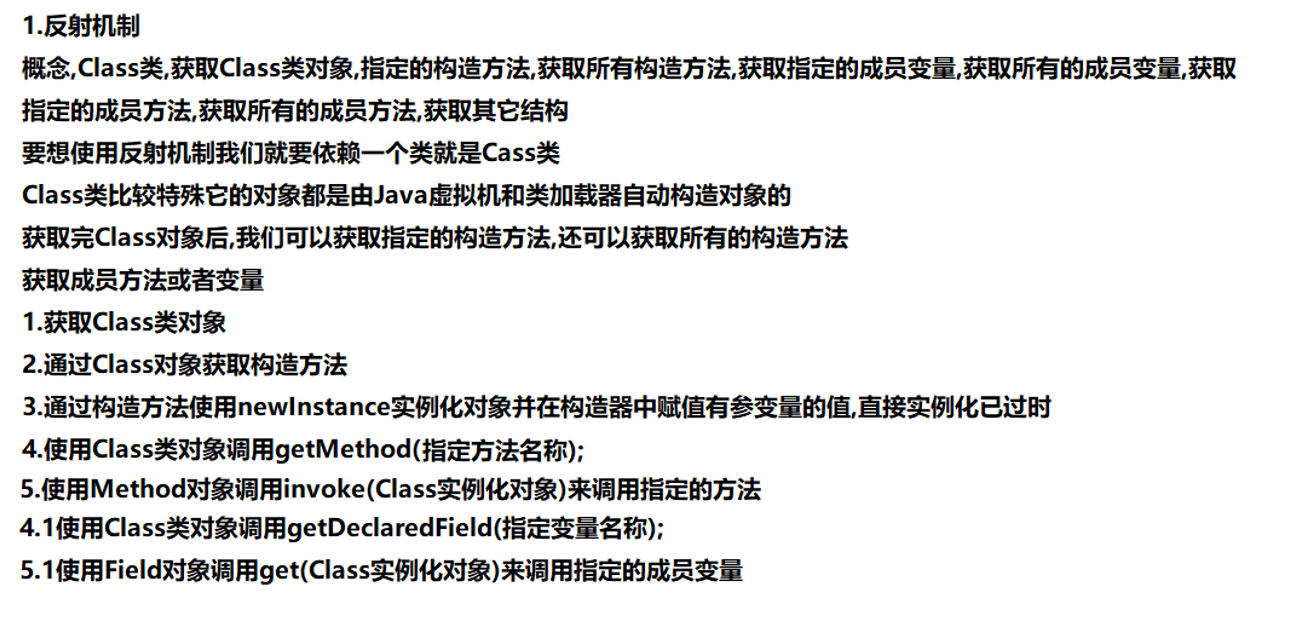 1.反射机制
概念,Class类,获取Class类对象,指定的构造方法,获取所有构造方法,获取指定的成员变量,获取所有的成员变量,获取
指定的成员方法,获取所有的成员方法,获取其它结构
要想使用反射机制我们就要依赖一个类就是Cass类
Class类比较特殊它的对象都是由Java虚拟机和类加载器自动构造对象的
获取完Class对象后,我们可以获取指定的构造方法,还可以获取所有的构造方法
获取成员方法或者变量
1.获取Class类对象
2.通过Class对象获取构造方法
3.通过构造方法使用newInstance实例化对象并在构造器中赋值有参变量的值,直接实例化已过时
4.使用Class类对象调用getMethod(指定方法名称);
5.使用Method对象调用invoke(Class实例化对象)来调用指定的方法
4.1使用Class类对象调用getDeclaredField(指定变量名称);
5.1使用Field对象调用get(Class实例化对象)来调用指定的成员变量